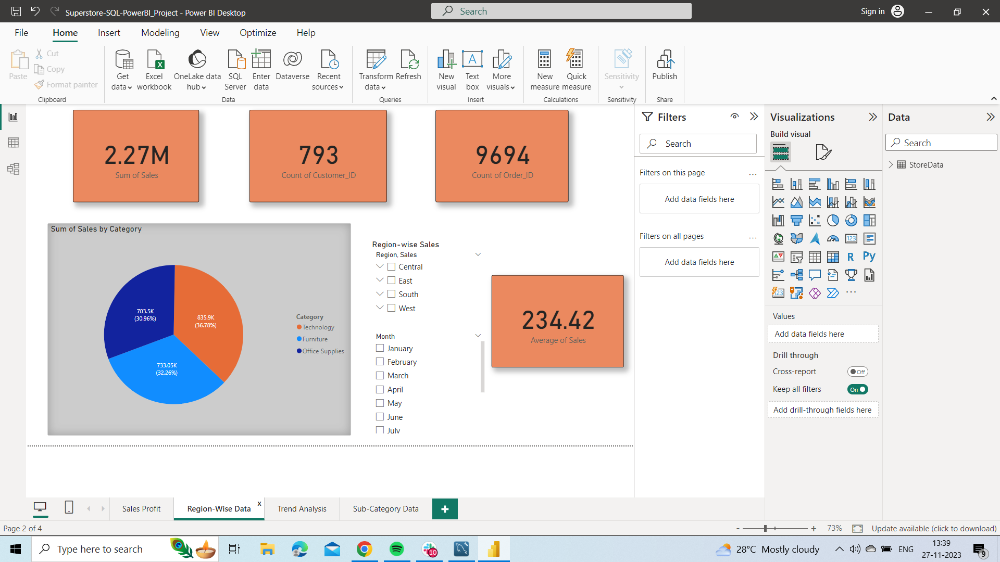 Superstore-SQL-PowerBI_Project - Power BI Desktop
Search
Sign in
File Home Insert Modeling View Optimize Help
Paste
Cut
Copy
Format painter
Clipboard
Get data
Excel workbook
OneLake data hub
SQL Server
Enter data
Dataverse
Recent sources
Data
Transform data
Refresh
Queries
New visual
A
Text box
More visuals
Insert
New measure
Quick measure
Calculations
Sensitivity
Sensitivity
Publish
Share
2.27M
Sum of Sales
793
Count of Customer_ID
9694
Count of Order_ID
Sum of Sales by Category
703.5K
(30.96%)
835.9K
(36.78%)
733.05K
(32.26%)
Category
Technology
Furniture
Office Supplies
Region-wise Sales
Region, Sales
Central
East
South
West
Month
January
February
March
April
May
June
July
234.42
Average of Sales
Filters
Search
Filters on this page
...
Add data fields here
Filters on all pages
...
Add data fields here
Visualizations
Build visual
123
R
Py
123
...
Values
Add data fields here
Drill through
Cross-report
Off
Keep all filters
On
Add drill-through fields here
Data
Search
StoreData
Sales Profit
Region-Wise Data
x
Trend Analysis
Sub-Category Data
+
Page 2 of 4
- + 73%
Update available (click to download)
Type here to search
10
28°C Mostly cloudy
ENG
13:39
27-11-2023
9